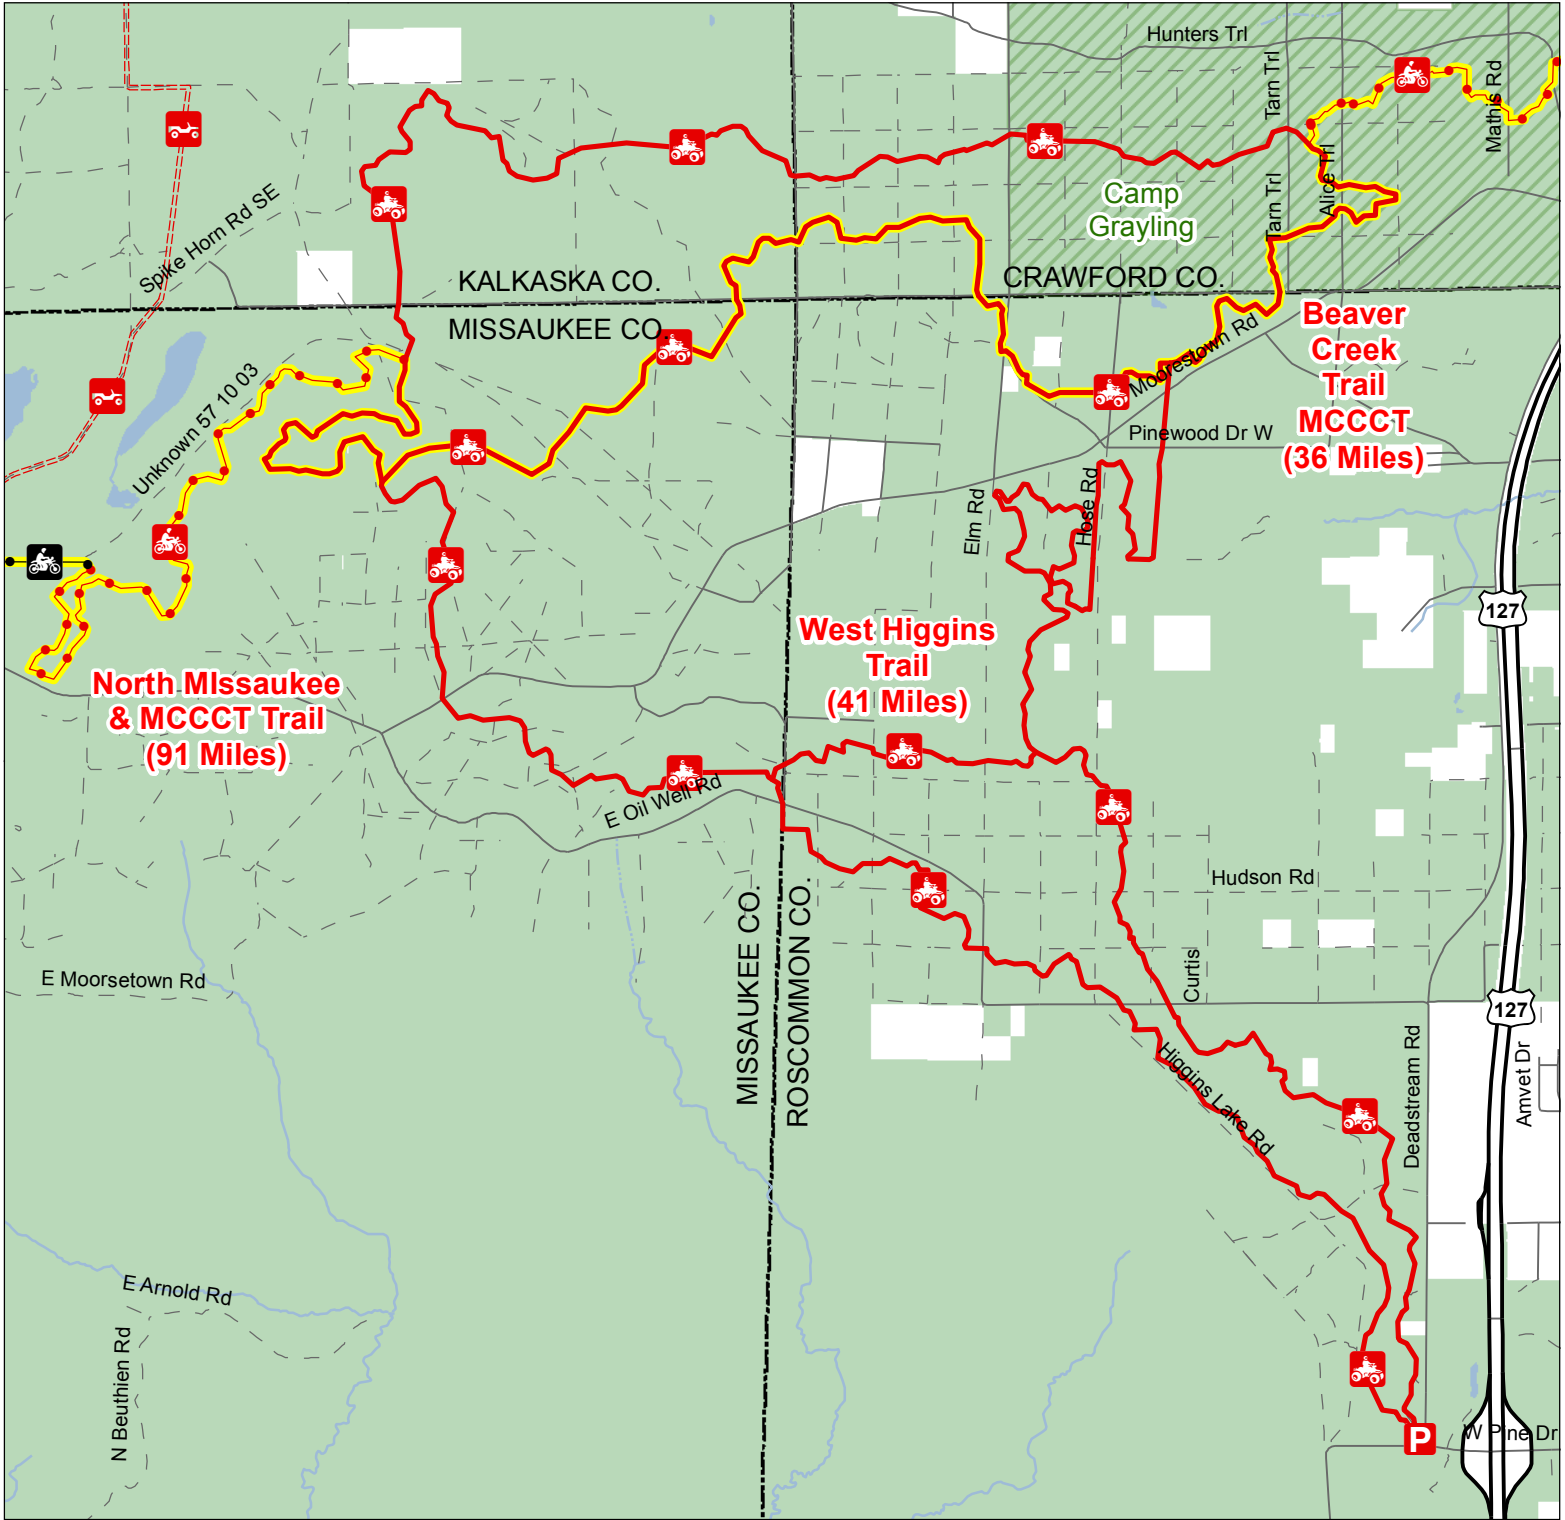 Hunters Trl
Tarn Trl
Mathis Rd
Alice Trl
Camp
Grayling
Tarn Trl
Spike Horn Rd SE
KALKASKA CO.
CRAWFORD CO.
MISSAUKEE CO.
Beaver
Creek
Trail
MCCCT
(36 Miles)
Moorestown Rd
Unknown 57 10 03
Pinewood Dr W
Elm Rd
Hose Rd
127
West Higgins
Trail
(41 Miles)
North MIssaukee
& MCCCT Trail
(91 Miles)
E Oil Well Rd
Hudson Rd
MISSAUKEE CO.
ROSCOMMON CO.
E Moorsetown Rd
Curtis
127
Higgins Lake Rd
Deadstream Rd
Amvet Dr
E Arnold Rd
N Beuthien Rd
P
W Pine Dr